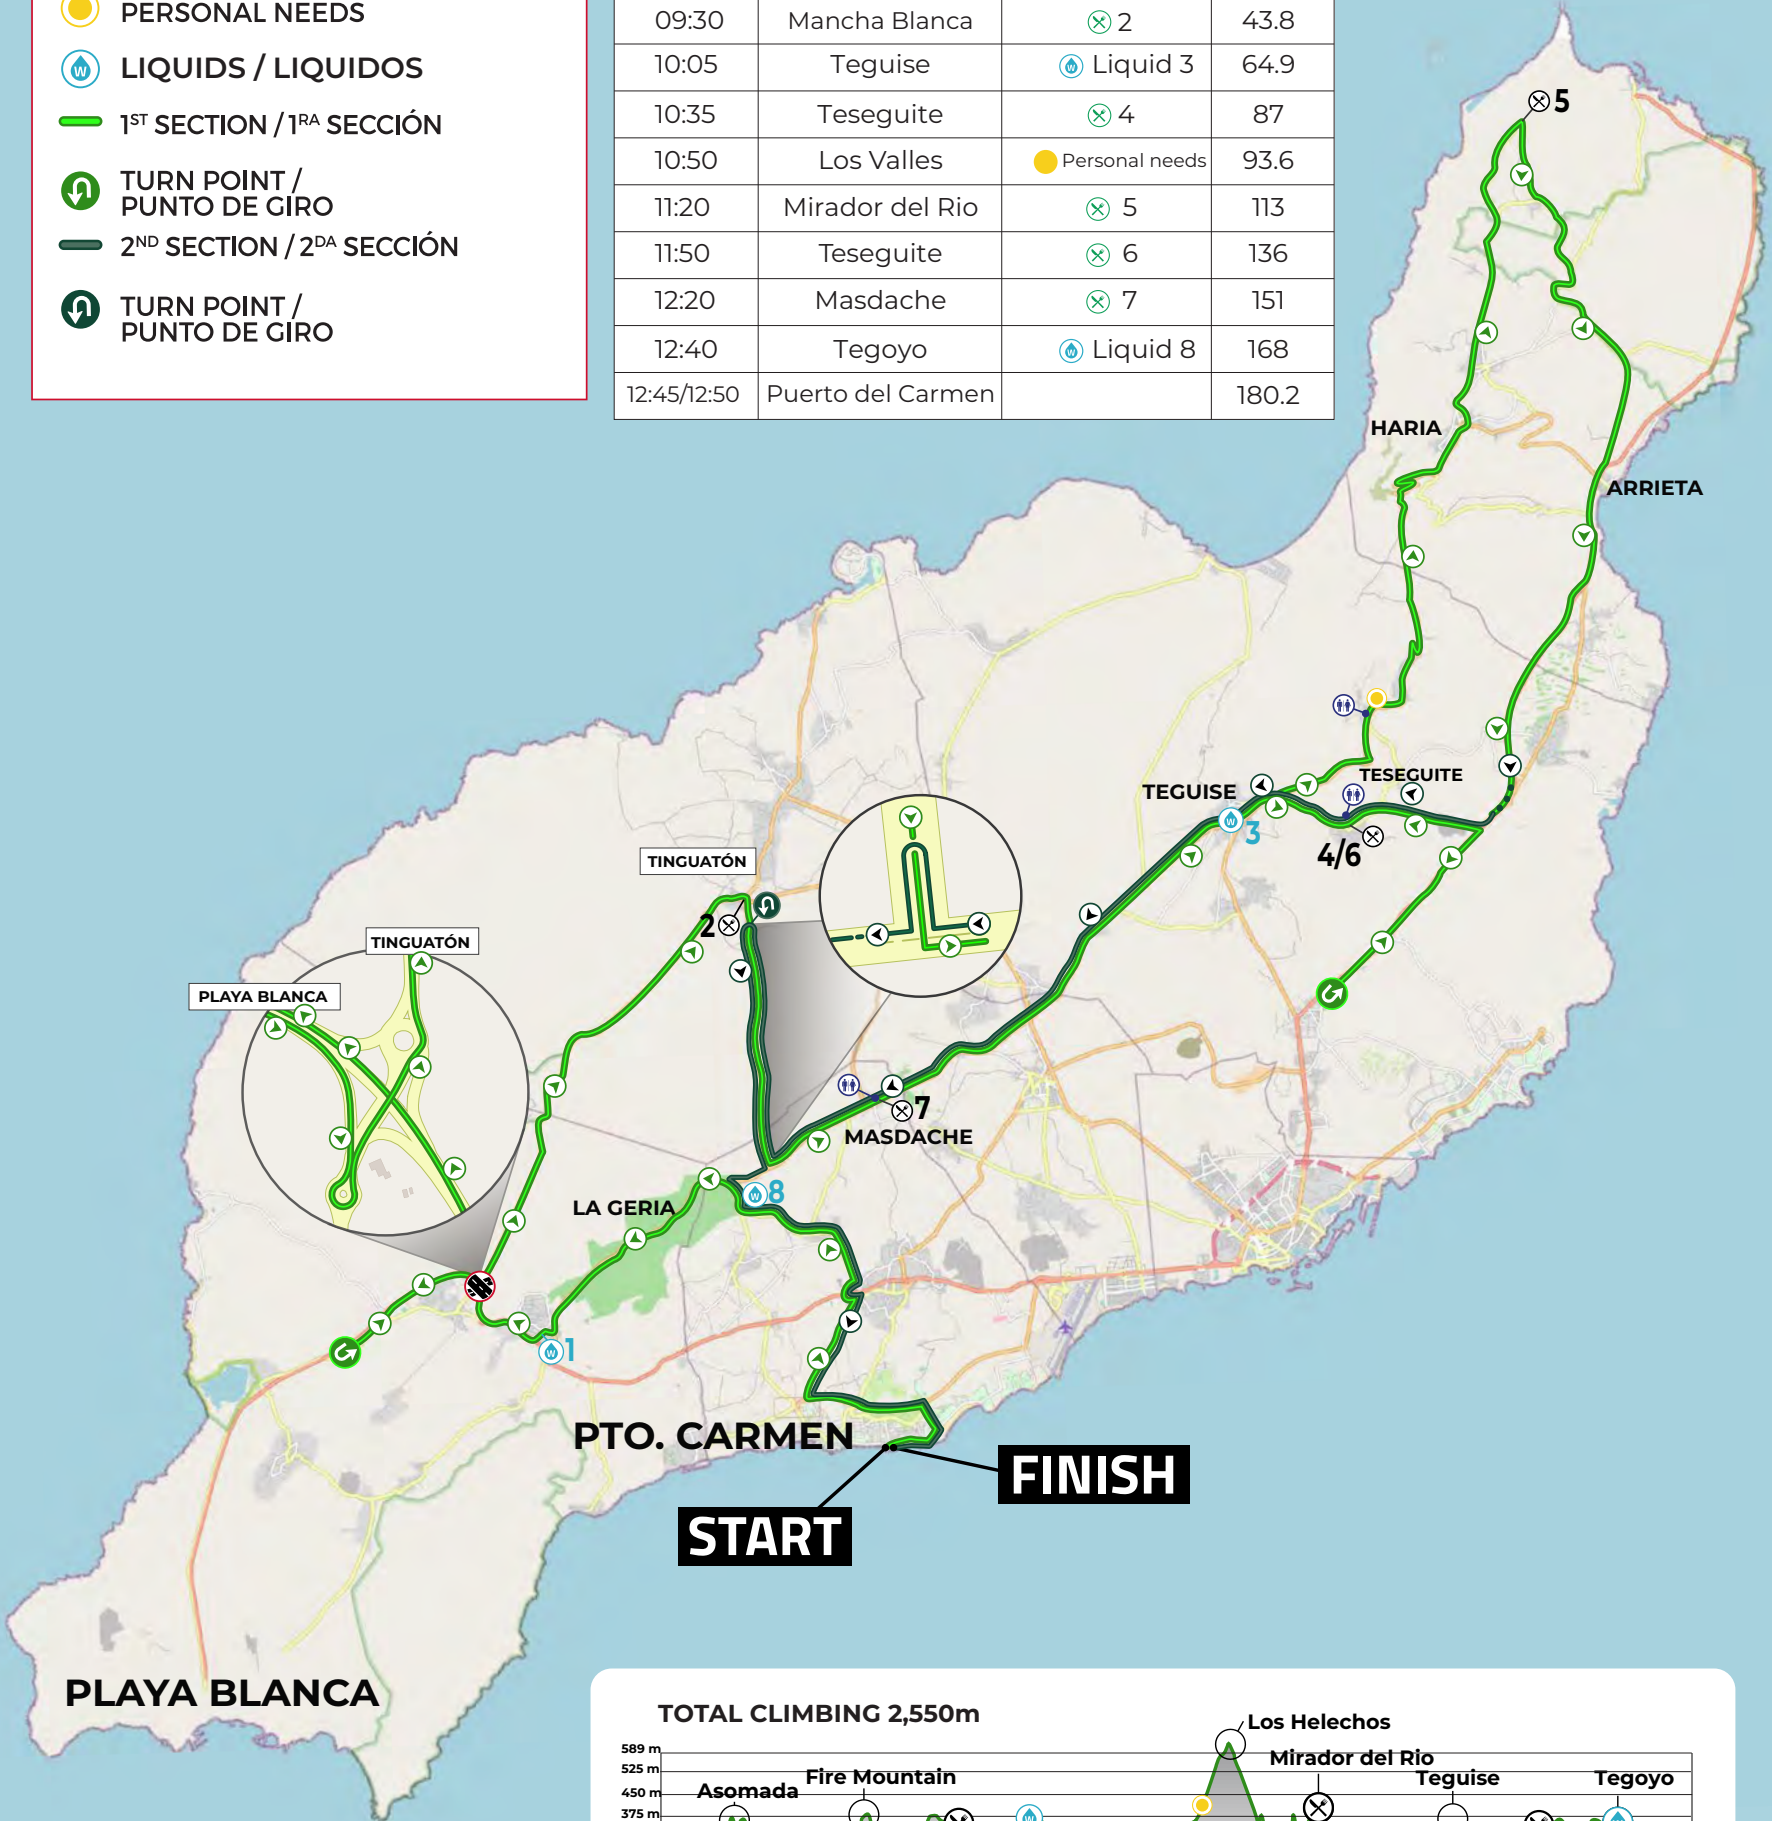 PERSONAL NEEDS
LIQUIDS / LIQUIDOS
1ST SECTION / 1RA SECCIÓN
TURN POINT /
PUNTO DE GIRO
2ND SECTION / 2DA SECCIÓN
TURN POINT /
PUNTO DE GIRO
09:30 Mancha Blanca 2 43.8
10:05 Teguise Liquid 3 64.9
10:35 Teseguite 4 87
10:50 Los Valles Personal needs 93.6
11:20 Mirador del Rio 5 113
11:50 Teseguite 6 136
12:20 Masdache 7 151
12:40 Tegoyo Liquid 8 168
12:45/12:50 Puerto del Carmen 180.2
5
HARIA
ARRIETA
TESEGUITE
TEGUISE
3
4/6
TINGUATÓN
2
TINGUATÓN
PLAYA BLANCA
7
MASDACHE
8
LA GERIA
1
PTO. CARMEN
FINISH
START
PLAYA BLANCA
TOTAL CLIMBING 2,550m
Los Helechos
589 m
Mirador del Rio
525 m
Fire Mountain
Teguise
Tegoyo
Asomada
450 m
375 m